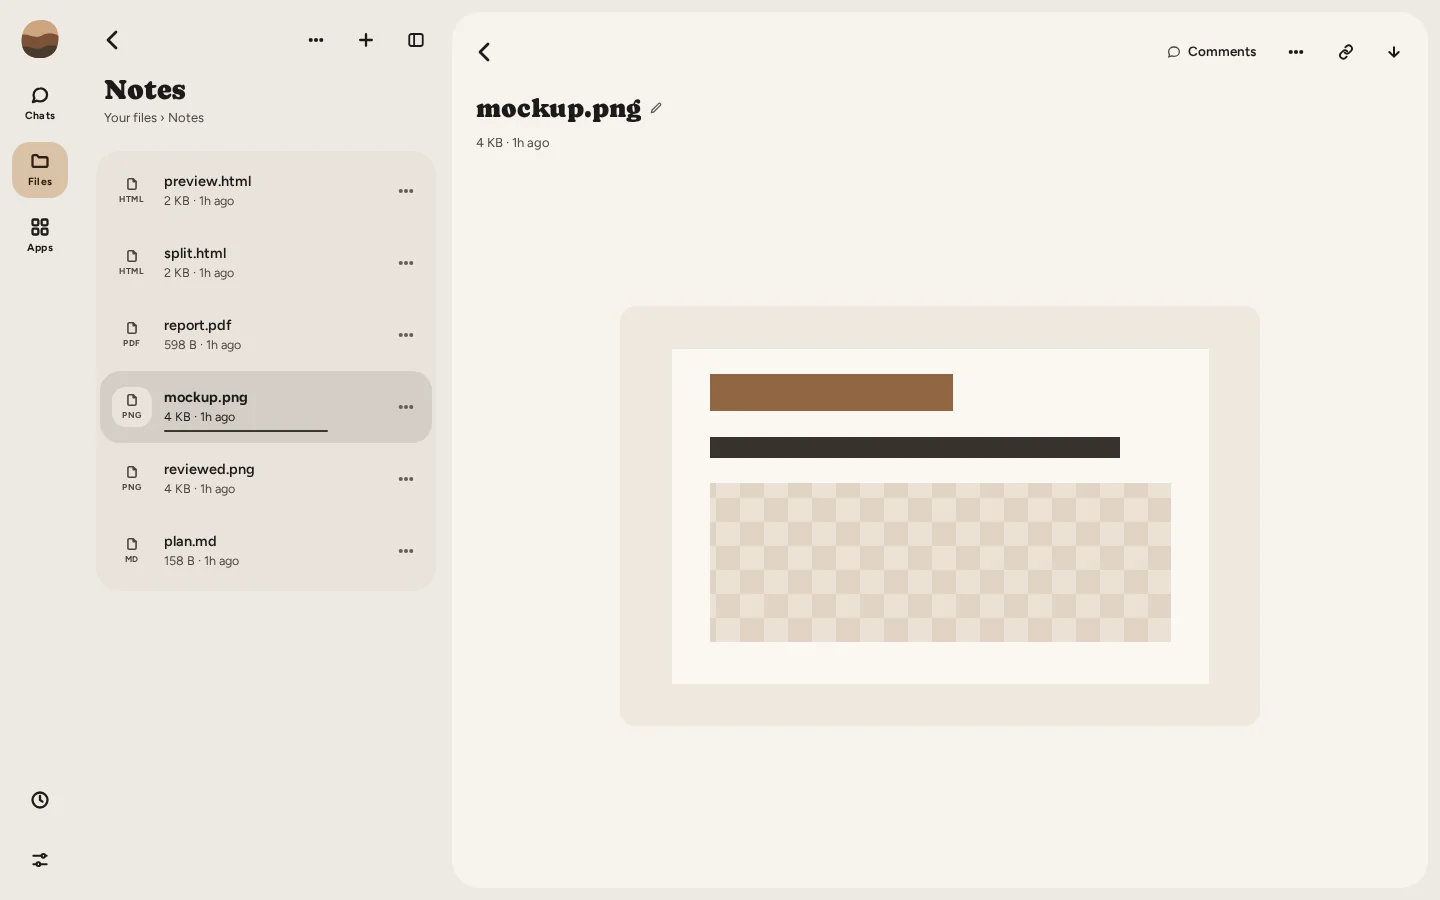 Chats
Files
Apps
Notes
Your files › Notes
HTML
preview.html
2 KB · 1h ago
HTML
split.html
2 KB · 1h ago
PDF
report.pdf
598 B · 1h ago
PNG
mockup.png
4 KB · 1h ago
PNG
reviewed.png
4 KB · 1h ago
MD
plan.md
158 B · 1h ago
Comments
mockup.png
4 KB · 1h ago